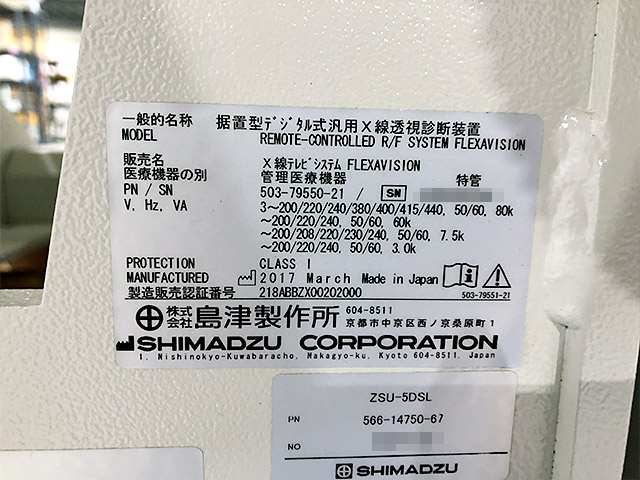 一般的名称 据置型デジタル式汎用X線透視診断装置
MODEL REMOTE-CONTROLLED R/F SYSTEM FLEXAVISION
販売名 X線テレビシステム FLEXAVISION
医療機器の別 管理医療機器 特管
PN / SN 503-79550-21 / SN
V, Hz, VA 3~200/220/240/380/400/415/440, 50/60, 80k
~200/220/240, 50/60, 60k
~200/208/220/230/240, 50/60, 7.5k
~200/220/240, 50/60, 3.0k
PROTECTION CLASS I
MANUFACTURED 2017 March Made in Japan
製造販売認証番号 218ABBZX00202000 503-79551-21
株式会社 島津製作所 604-8511
京都市中京区西ノ京桑原町1
SHIMADZU CORPORATION
1, Nishinokyo-Kuwabaracho, Nakagyo-ku, Kyoto 604-8511, Japan
ZSU-5DSL
PN 566-14750-67
NO
SHIMADZU